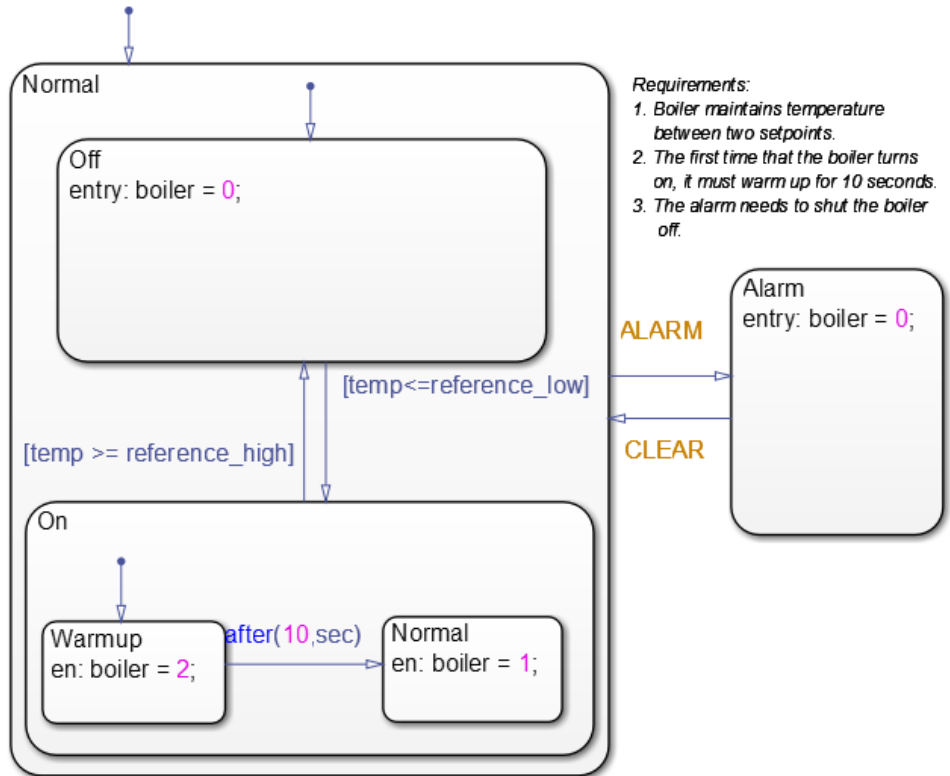 Normal
Off
entry: boiler = 0;
[temp<=reference_low]
[temp >= reference_high]
On
Warmup
en: boiler = 2;
after(10,sec)
Normal
en: boiler = 1;
Requirements:
1. Boiler maintains temperature
between two setpoints.
2. The first time that the boiler turns
on, it must warm up for 10 seconds.
3. The alarm needs to shut the boiler
off.
ALARM
CLEAR
Alarm
entry: boiler = 0;